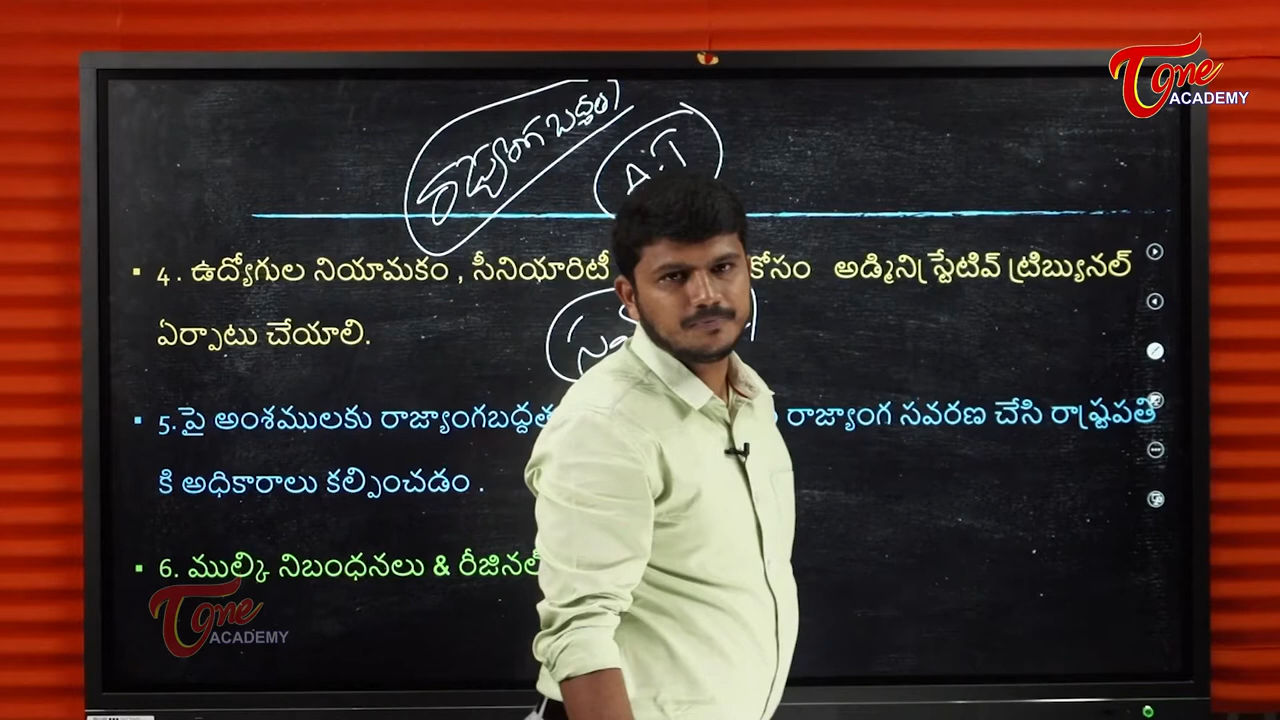 Tone ACADEMY
రాజ్యాంగ బద్ధం
A.T
4 . ఉద్యోగుల నియామకం , సీనియారిటీ కోసం అడ్మినిస్ట్రేటివ్ ట్రిబ్యునల్
ఏర్పాటు చేయాలి.
5.పై అంశములకు రాజ్యాంగబద్ధత రాజ్యాంగ సవరణ చేసి రాష్ట్రపతి
కి అధికారాలు కల్పించడం .
6. ముల్కి నిబంధనలు & రీజినల్
Tone ACADEMY